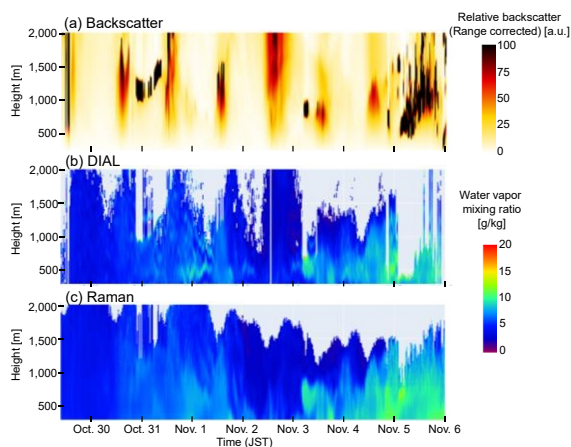 (a) Backscatter
2,000
1,500
1,000
500
Height [m]
Relative backscatter
(Range corrected) [a.u.]
100
75
50
25
0
(b) DIAL
2,000
1,500
1,000
500
Height [m]
Water vapor
mixing ratio
[g/kg]
20
15
10
5
0
(c) Raman
2,000
1,500
1,000
500
Height [m]
Oct. 30 Oct. 31 Nov. 1 Nov. 2 Nov. 3 Nov. 4 Nov. 5 Nov. 6
Time (JST)